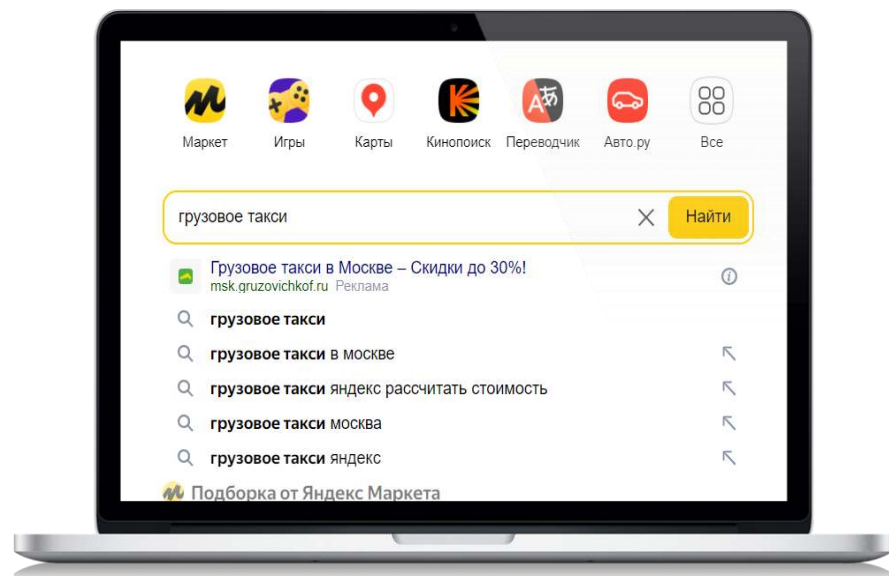 Маркет Игры Карты Кинопоиск Переводчик Авто.ру Все
грузовое такси Найти
Грузовое такси в Москве – Скидки до 30%!
msk.gruzovichkof.ru Реклама
грузовое такси
грузовое такси в москве
грузовое такси яндекс рассчитать стоимость
грузовое такси москва
грузовое такси яндекс
Подборка от Яндекс Маркета